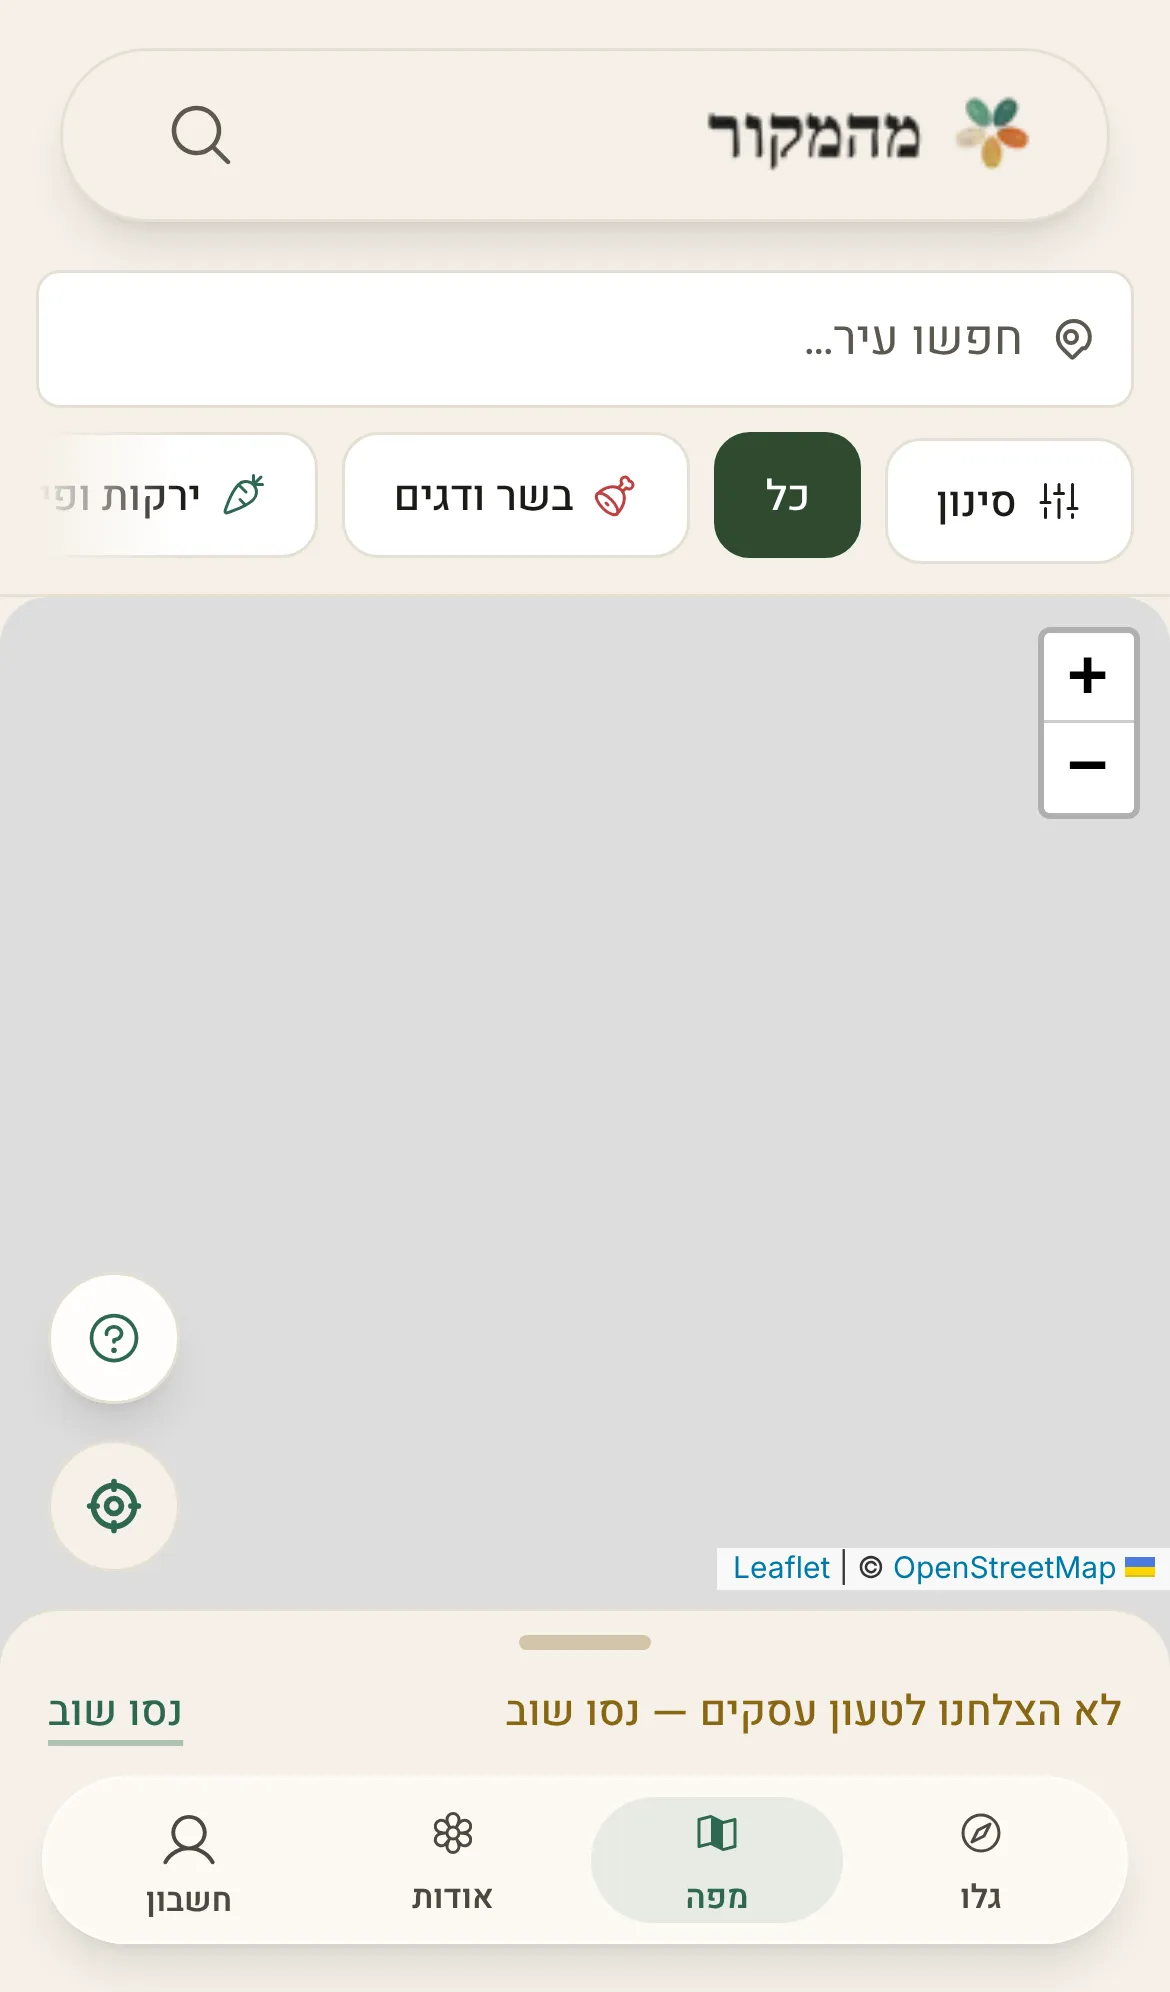 מהמקור
חפשו עיר...
סינון
כל
בשר ודגים
ירקות ופי
+
−
Leaflet | © OpenStreetMap
לא הצלחנו לטעון עסקים — נסו שוב
נסו שוב
גלו
מפה
אודות
חשבון